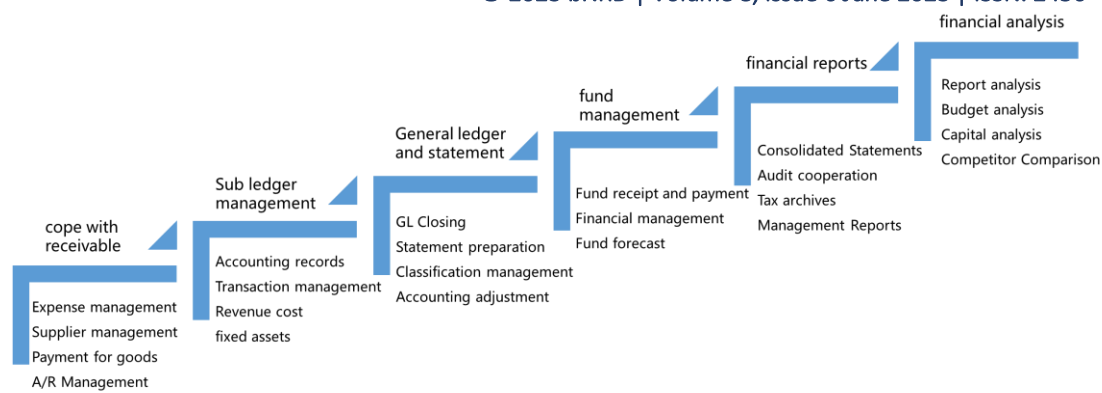 financial analysis
financial reports
fund
management
General ledger
and statement
Sub ledger
management
cope with
receivable
Report analysis
Budget analysis
Capital analysis
Competitor Comparison
Consolidated Statements
Audit cooperation
Tax archives
Management Reports
Fund receipt and payment
Financial management
Fund forecast
GL Closing
Statement preparation
Classification management
Accounting adjustment
Accounting records
Transaction management
Revenue cost
fixed assets
Expense management
Supplier management
Payment for goods
A/R Management